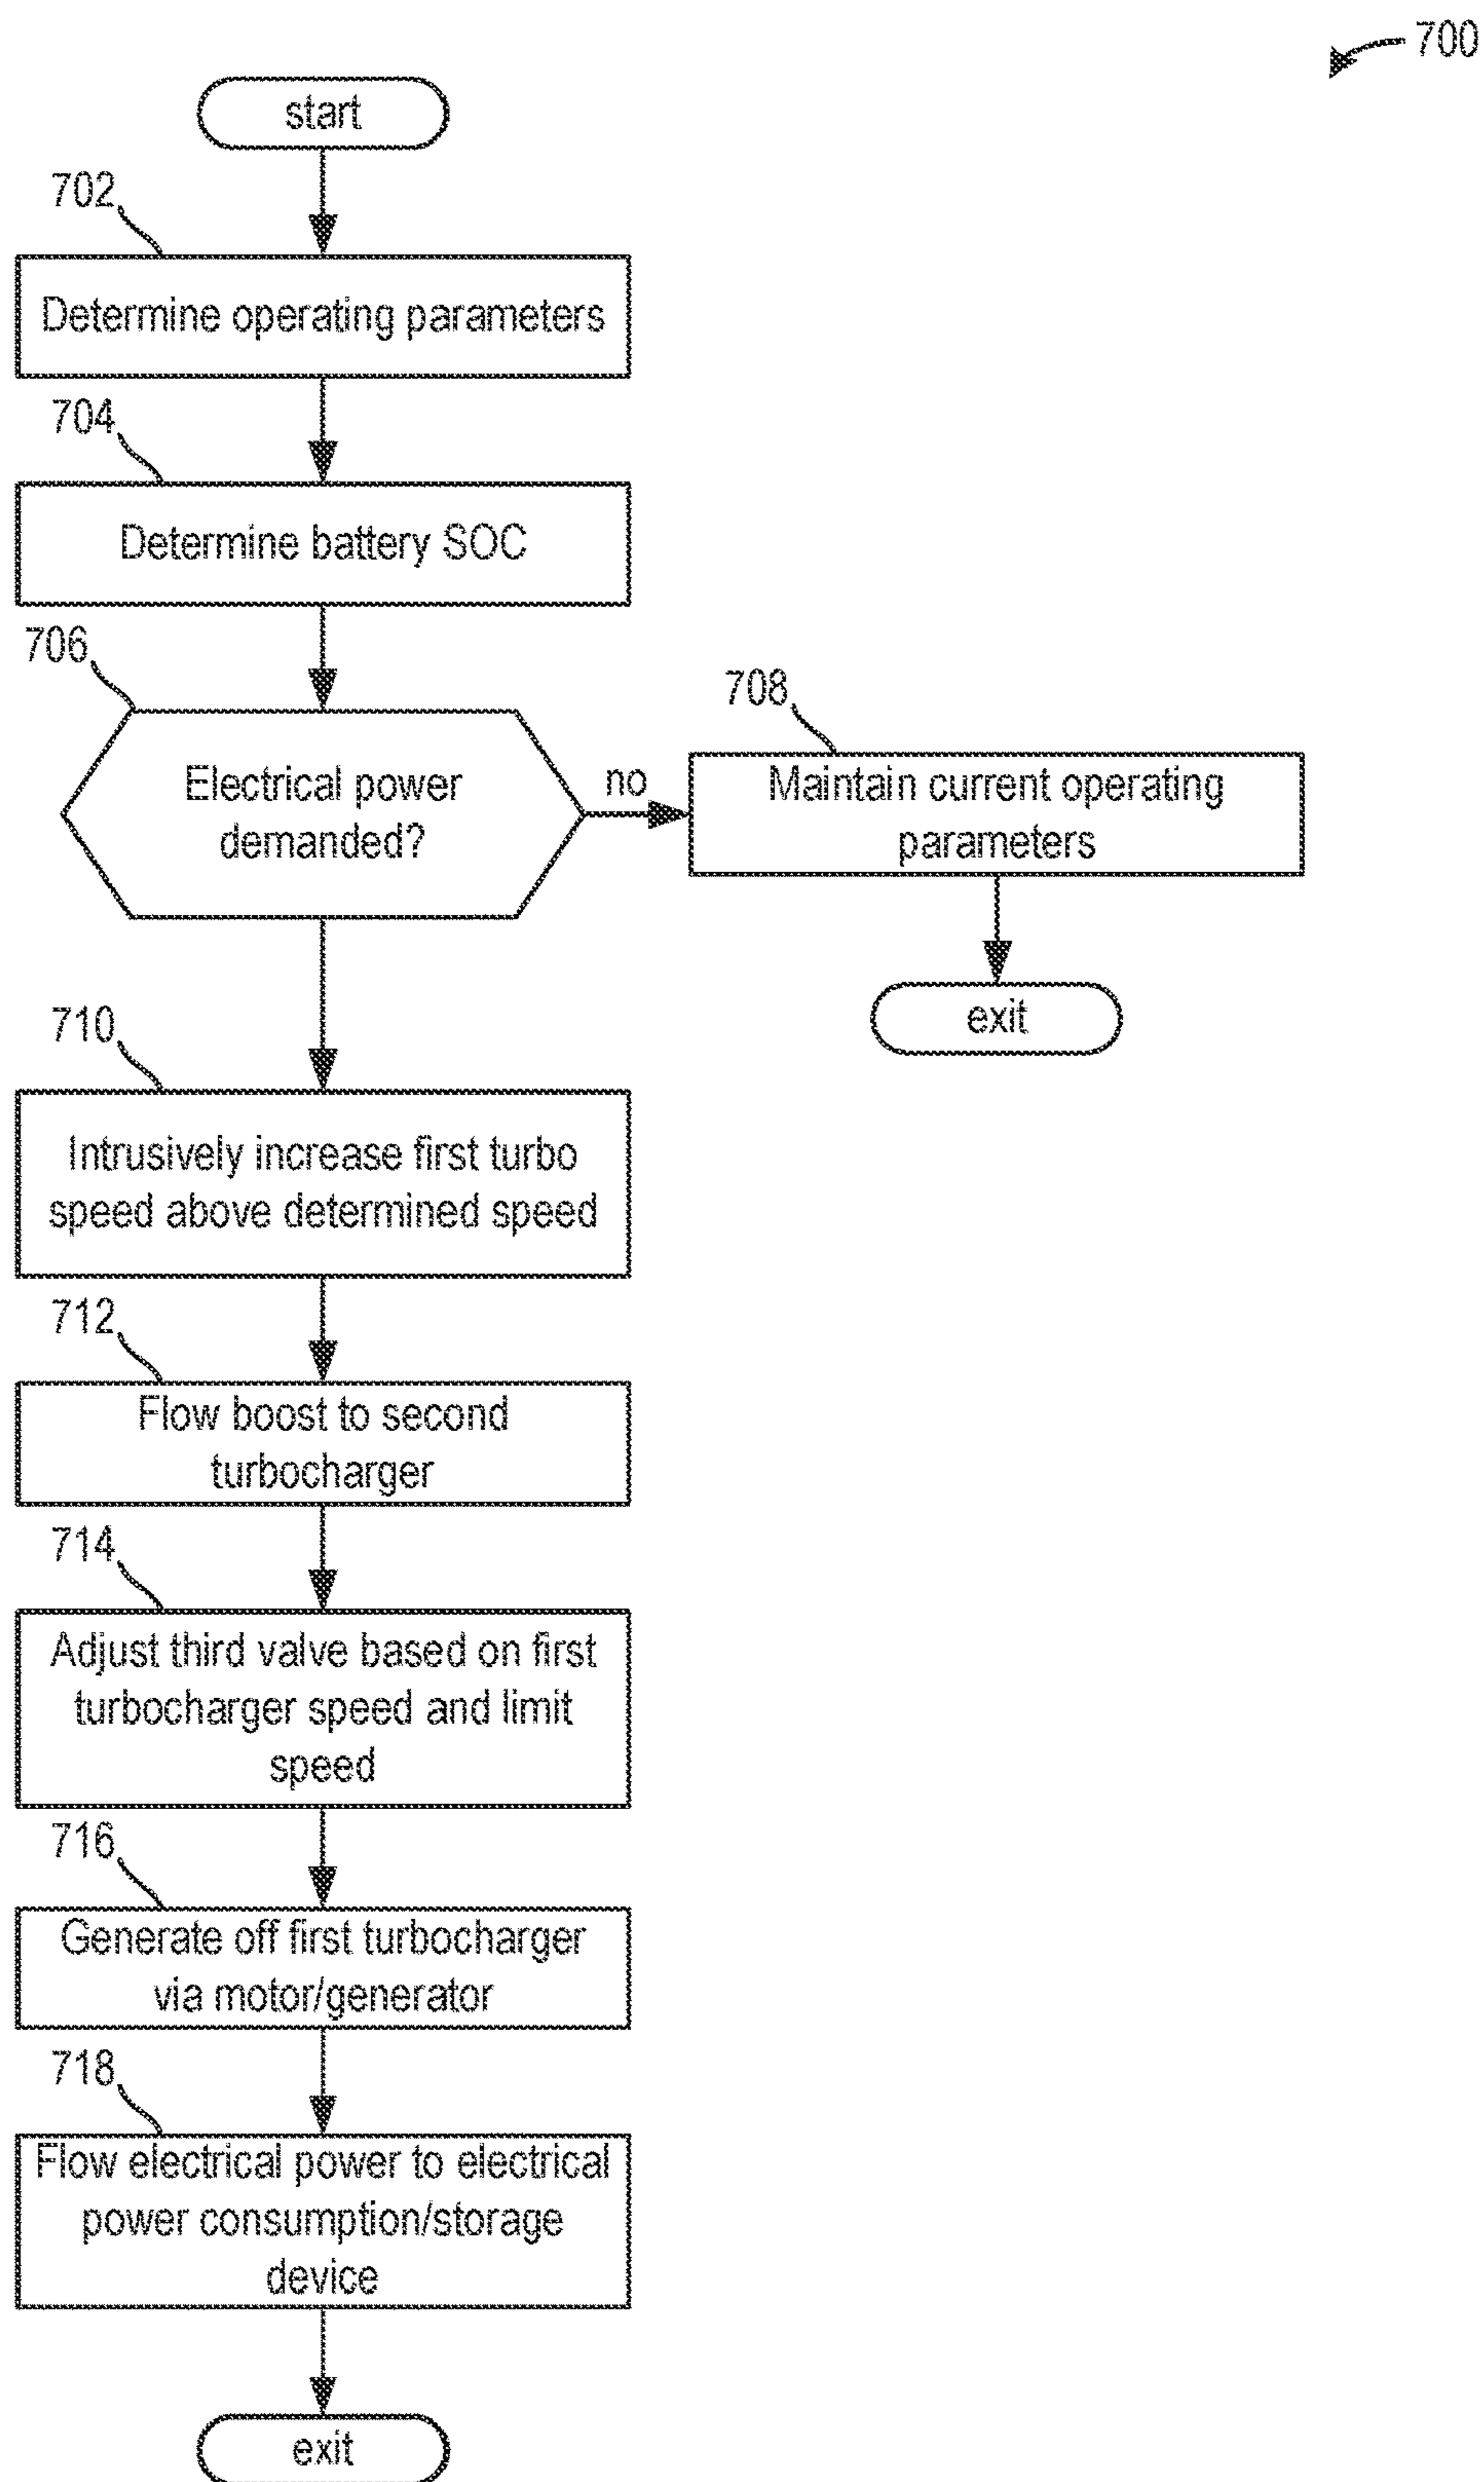 700
start
702
Determine operating parameters
704
Determine battery SOC
706
Electrical power
demanded?
no
708
Maintain current operating
parameters
exit
710
Intrusively increase first turbo
speed above determined speed
712
Flow boost to second
turbocharger
714
Adjust third valve based on first
turbocharger speed and limit
speed
716
Generate off first turbocharger
via motor/generator
718
Flow electrical power to electrical
power consumption/storage
device
exit